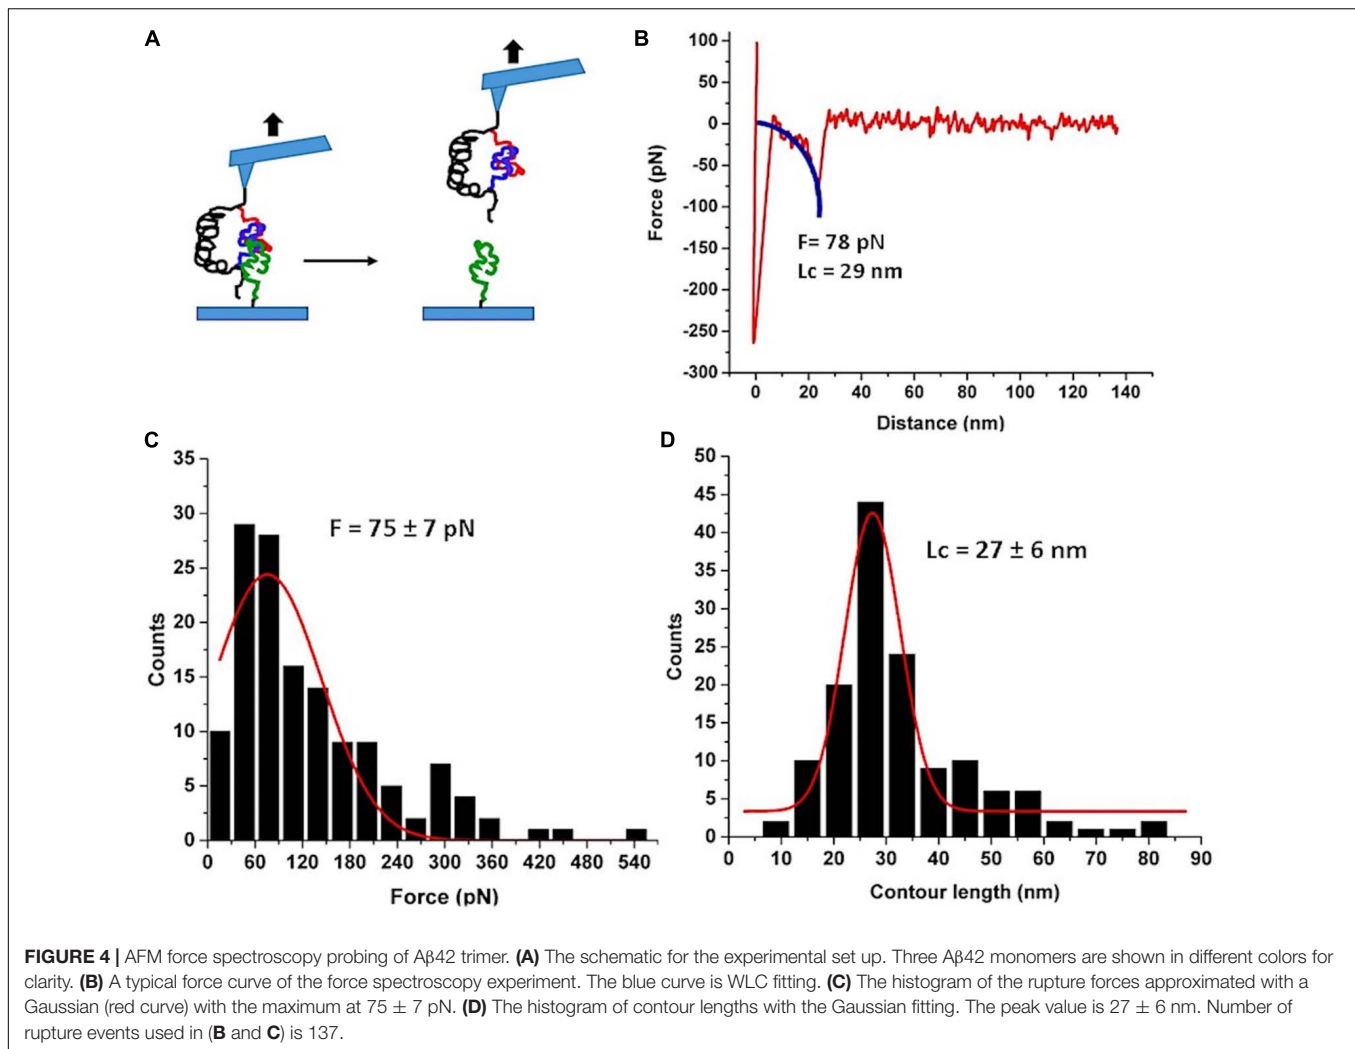 A
B
100
50
0
-50
-100
-150
-200
-250
-300
Force (pN)
F= 78 pN
Lc = 29 nm
0 20 40 60 80 100 120 140
Distance (nm)
C
35
30
25
20
15
10
5
0
Counts
F = 75 ± 7 pN
0 60 120 180 240 300 360 420 480 540
Force (pN)
D
50
45
40
35
30
25
20
15
10
5
0
Counts
Lc = 27 ± 6 nm
0 10 20 30 40 50 60 70 80 90
Contour length (nm)
FIGURE 4 | AFM force spectroscopy probing of Aβ42 trimer. (A) The schematic for the experimental set up. Three Aβ42 monomers are shown in different colors for
clarity. (B) A typical force curve of the force spectroscopy experiment. The blue curve is WLC fitting. (C) The histogram of the rupture forces approximated with a
Gaussian (red curve) with the maximum at 75 ± 7 pN. (D) The histogram of contour lengths with the Gaussian fitting. The peak value is 27 ± 6 nm. Number of
rupture events used in (B and C) is 137.